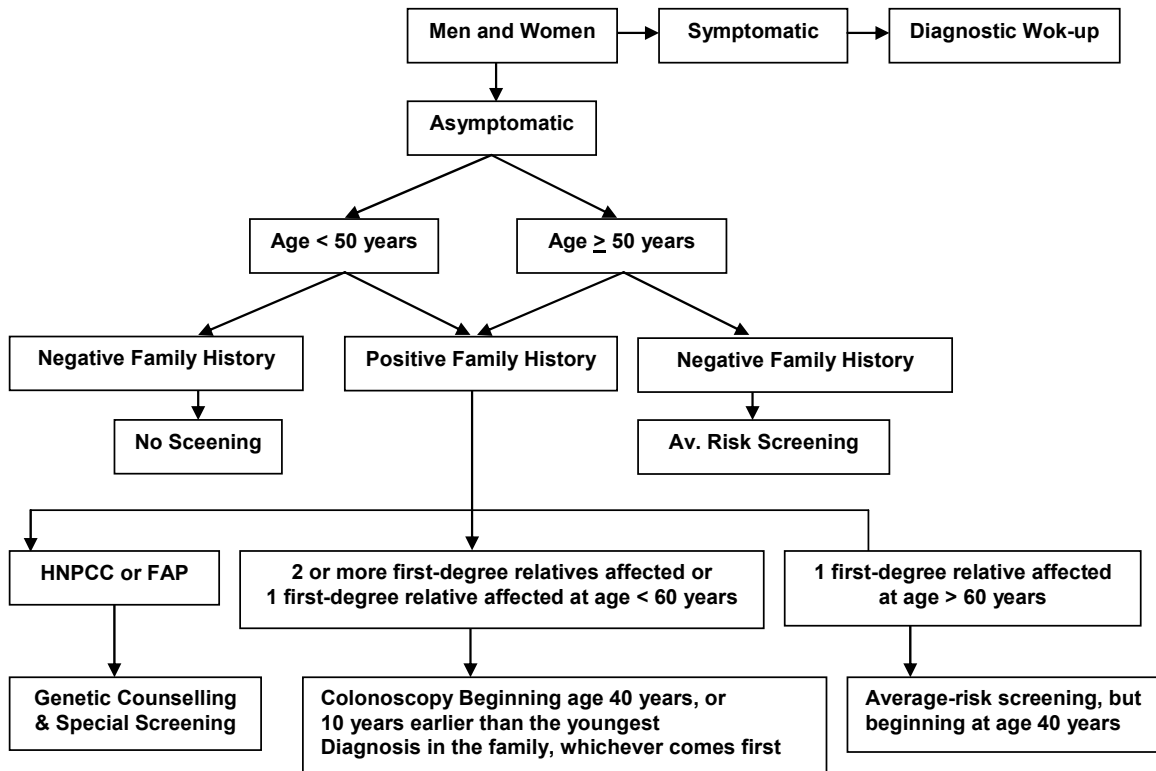 Men and Women
Symptomatic
Diagnostic Wok-up
Asymptomatic
Age < 50 years
Age ≥ 50 years
Negative Family History
Positive Family History
Negative Family History
No Sceening
Av. Risk Screening
HNPCC or FAP
2 or more first-degree relatives affected or
1 first-degree relative affected at age < 60 years
1 first-degree relative affected
at age > 60 years
Genetic Counselling
& Special Screening
Colonoscopy Beginning age 40 years, or
10 years earlier than the youngest
Diagnosis in the family, whichever comes first
Average-risk screening, but
beginning at age 40 years